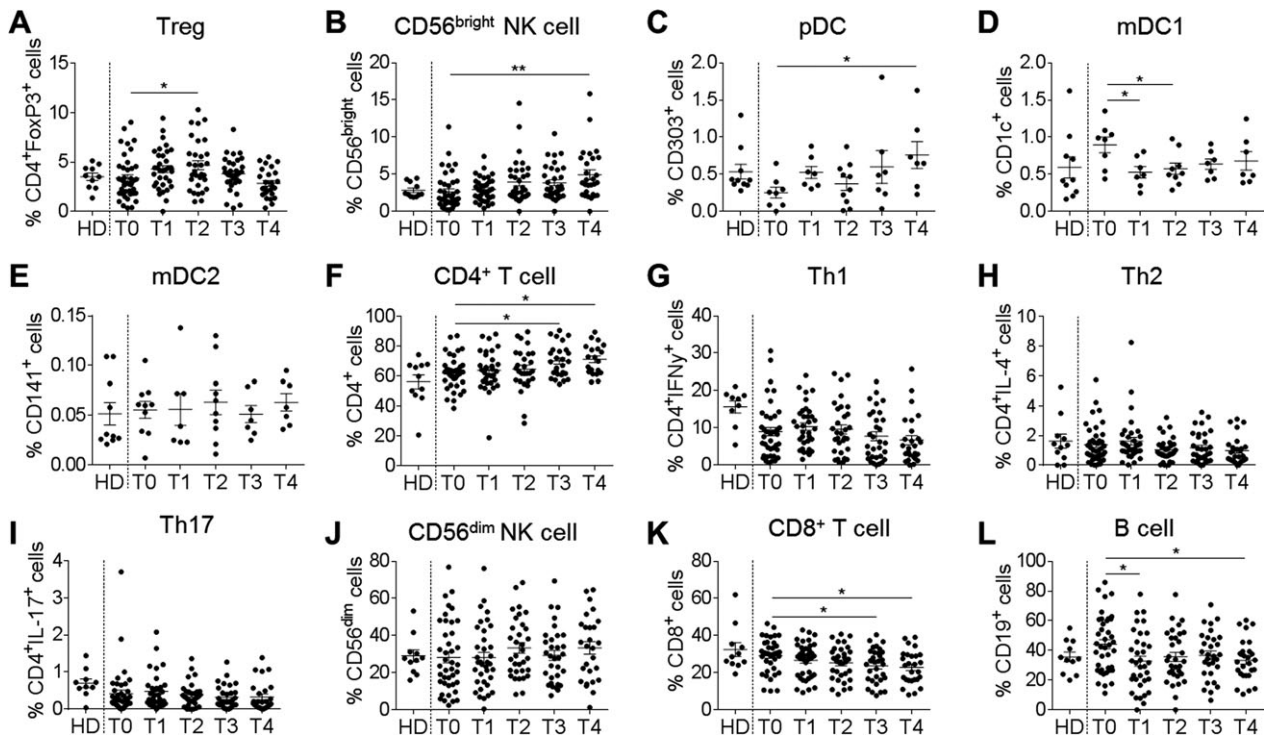 A Treg
% CD4⁺FoxP3⁺ cells
15
10
5
0
*
HD T0 T1 T2 T3 T4
B CD56ᵇʳⁱᵍʰᵗ NK cell
% CD56ᵇʳⁱᵍʰᵗ
20
15
10
5
0
**
HD T0 T1 T2 T3 T4
C pDC
% CD303⁺ cells
2.0
1.5
1.0
0.5
0.0
*
HD T0 T1 T2 T3 T4
D mDC1
% CD1c⁺ cells
2.0
1.5
1.0
0.5
0.0
*
*
HD T0 T1 T2 T3 T4
E mDC2
% CD141⁺ cells
0.15
0.10
0.05
0.00
HD T0 T1 T2 T3 T4
F CD4⁺ T cell
% CD4⁺ cells
100
80
60
40
20
0
*
*
HD T0 T1 T2 T3 T4
G Th1
% CD4⁺IFNy⁺ cells
40
30
20
10
0
HD T0 T1 T2 T3 T4
H Th2
% CD4⁺IL-4⁺ cells
10
8
6
4
2
0
HD T0 T1 T2 T3 T4
I Th17
% CD4⁺IL-17⁺ cells
4
3
2
1
0
HD T0 T1 T2 T3 T4
J CD56ᵈⁱᵐ NK cell
% CD56ᵈⁱᵐ cells
80
60
40
20
0
HD T0 T1 T2 T3 T4
K CD8⁺ T cell
% CD8⁺ cells
80
60
40
20
0
*
*
HD T0 T1 T2 T3 T4
L B cell
% CD19⁺ cells
100
80
60
40
20
0
*
*
HD T0 T1 T2 T3 T4